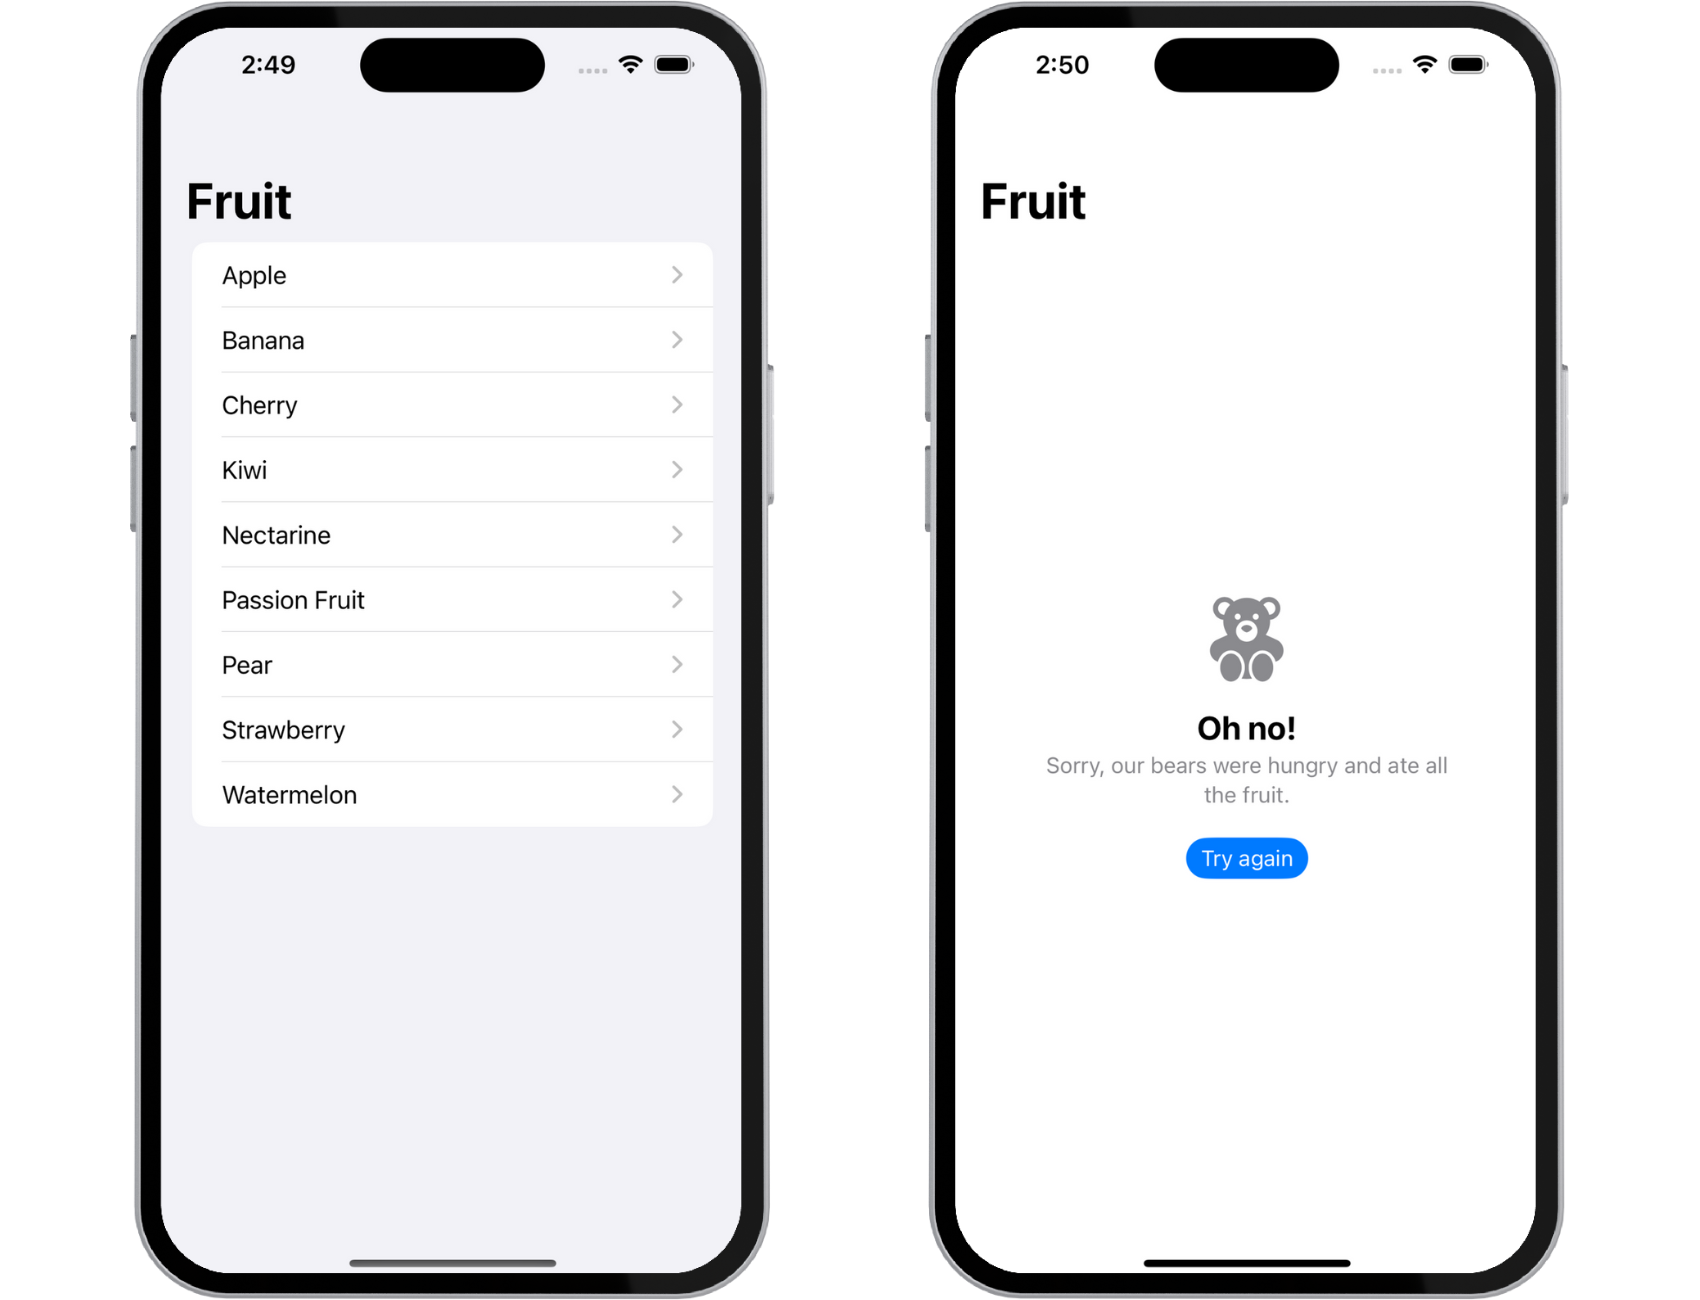 2:49
Fruit
Apple
Banana
Cherry
Kiwi
Nectarine
Passion Fruit
Pear
Strawberry
Watermelon
2:50
Fruit
Oh no!
Sorry, our bears were hungry and ate all
the fruit.
Try again